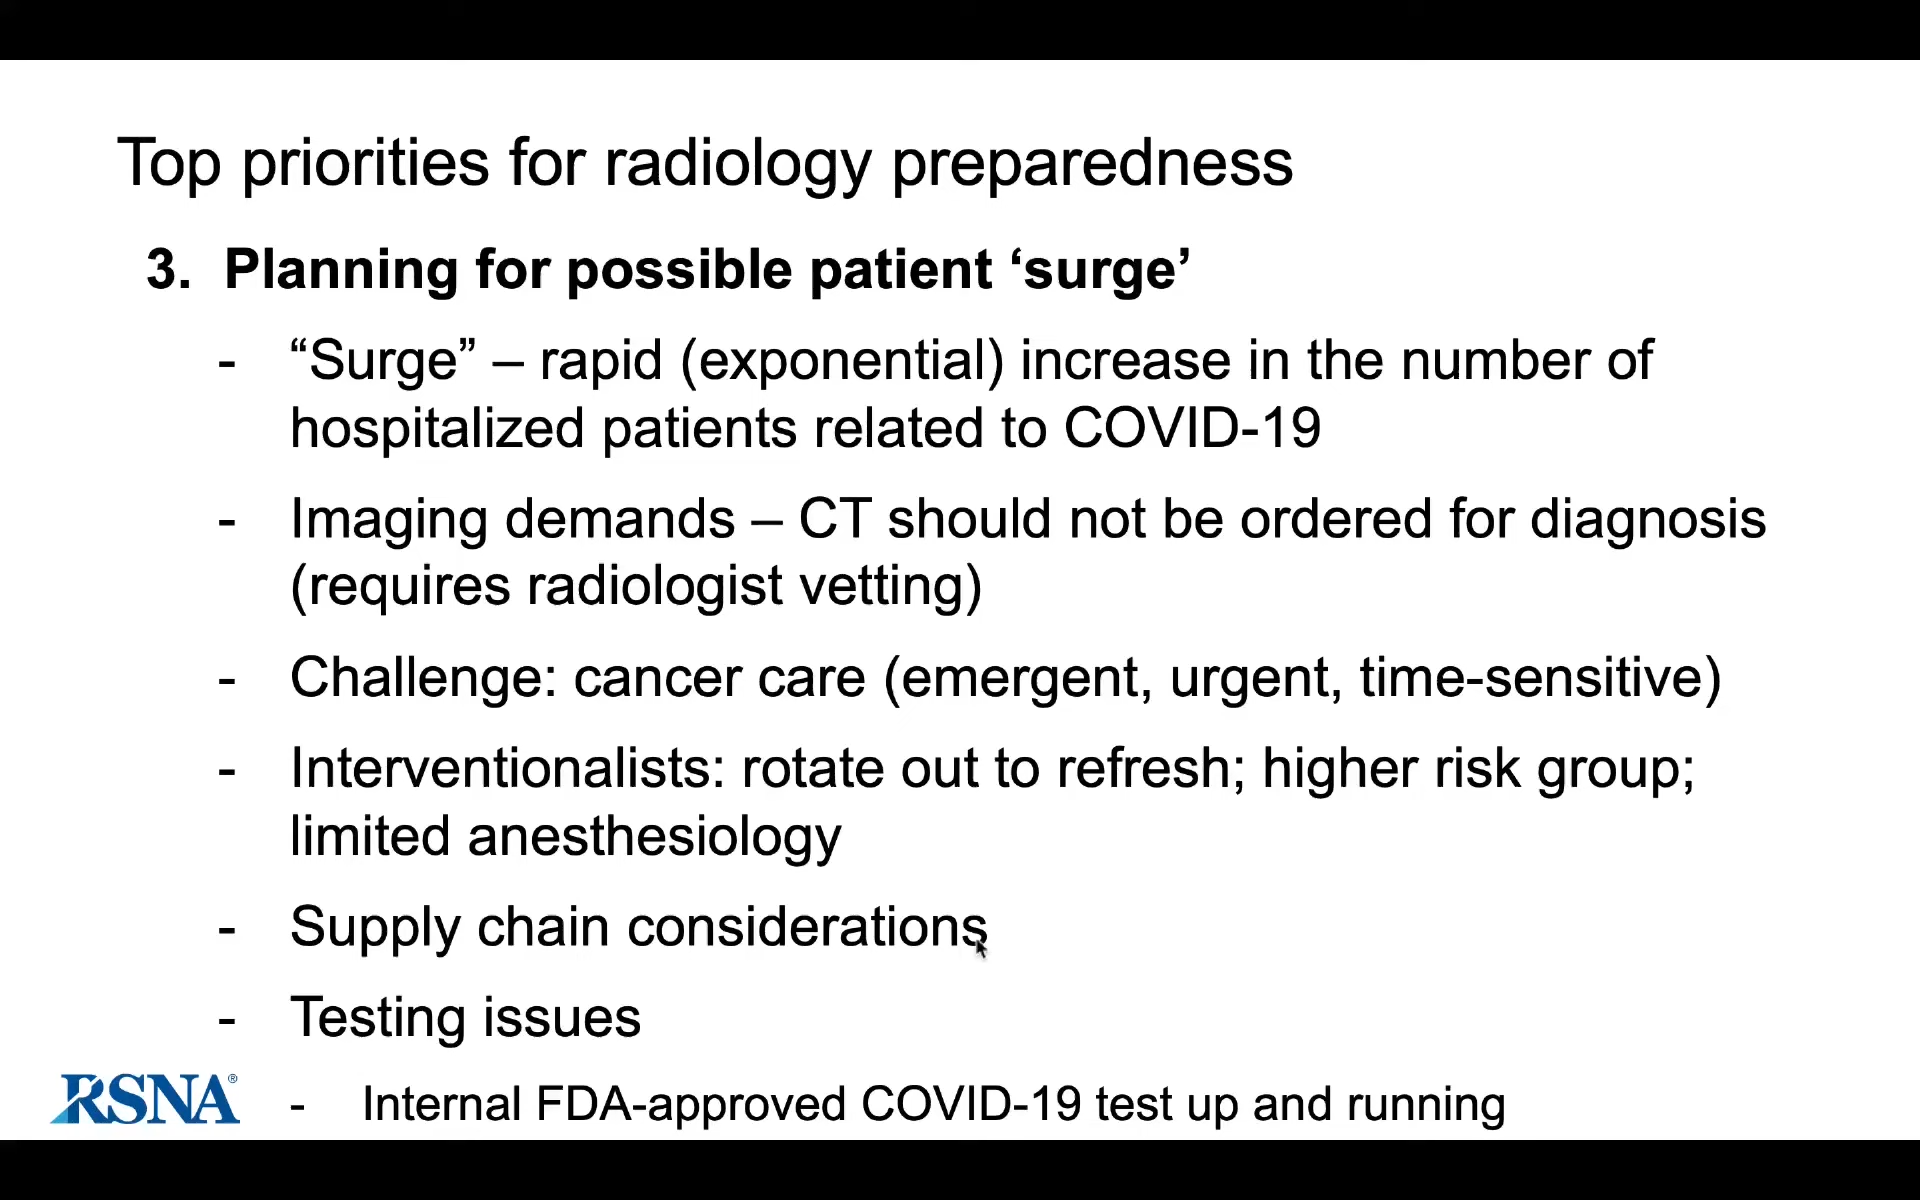 Top priorities for radiology preparedness
3. Planning for possible patient ‘surge’
- “Surge” – rapid (exponential) increase in the number of
hospitalized patients related to COVID-19
- Imaging demands – CT should not be ordered for diagnosis
(requires radiologist vetting)
- Challenge: cancer care (emergent, urgent, time-sensitive)
- Interventionalists: rotate out to refresh; higher risk group;
limited anesthesiology
- Supply chain considerations
- Testing issues
- Internal FDA-approved COVID-19 test up and running
RSNA®